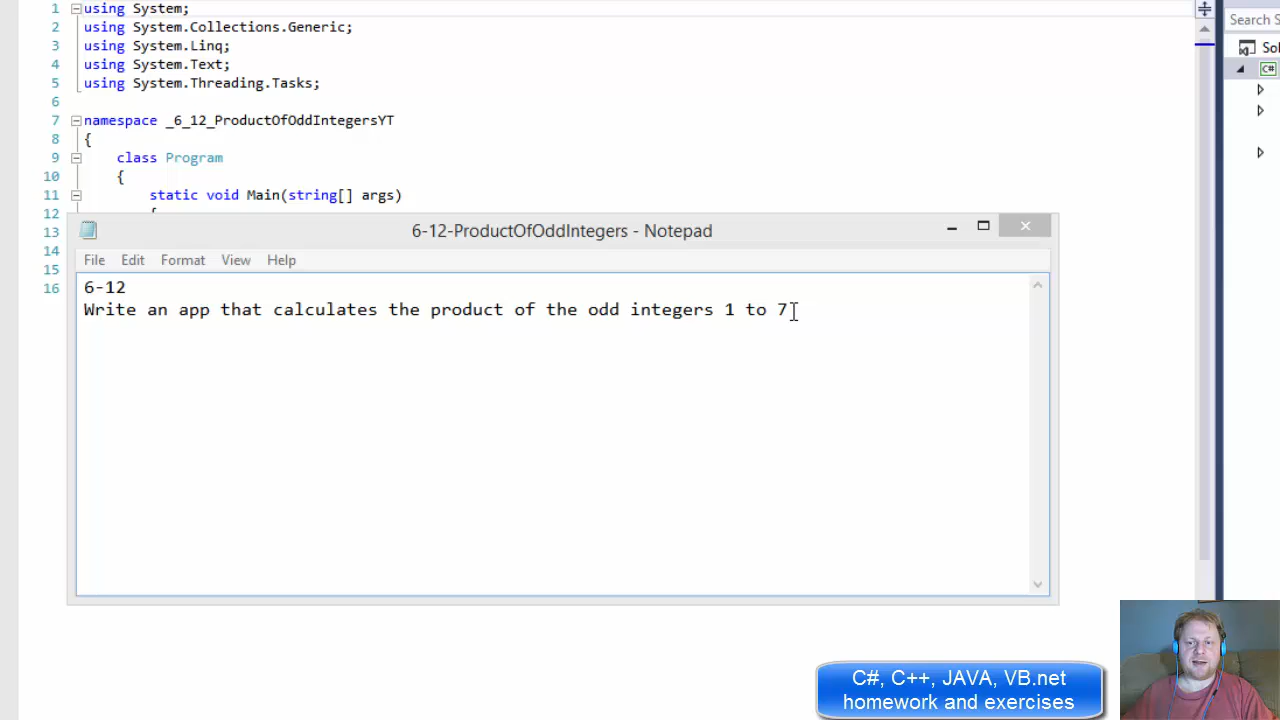 1 using System;
2 using System.Collections.Generic;
3 using System.Linq;
4 using System.Text;
5 using System.Threading.Tasks;
6
7 namespace _6_12_ProductOfOddIntegersYT
8 {
9 class Program
10 {
11 static void Main(string[] args)
12 {
13
14
15
16
Search S
Sol
C#
6-12-ProductOfOddIntegers - Notepad
File Edit Format View Help
6-12
Write an app that calculates the product of the odd integers 1 to 7
C#, C++, JAVA, VB.net
homework and exercises